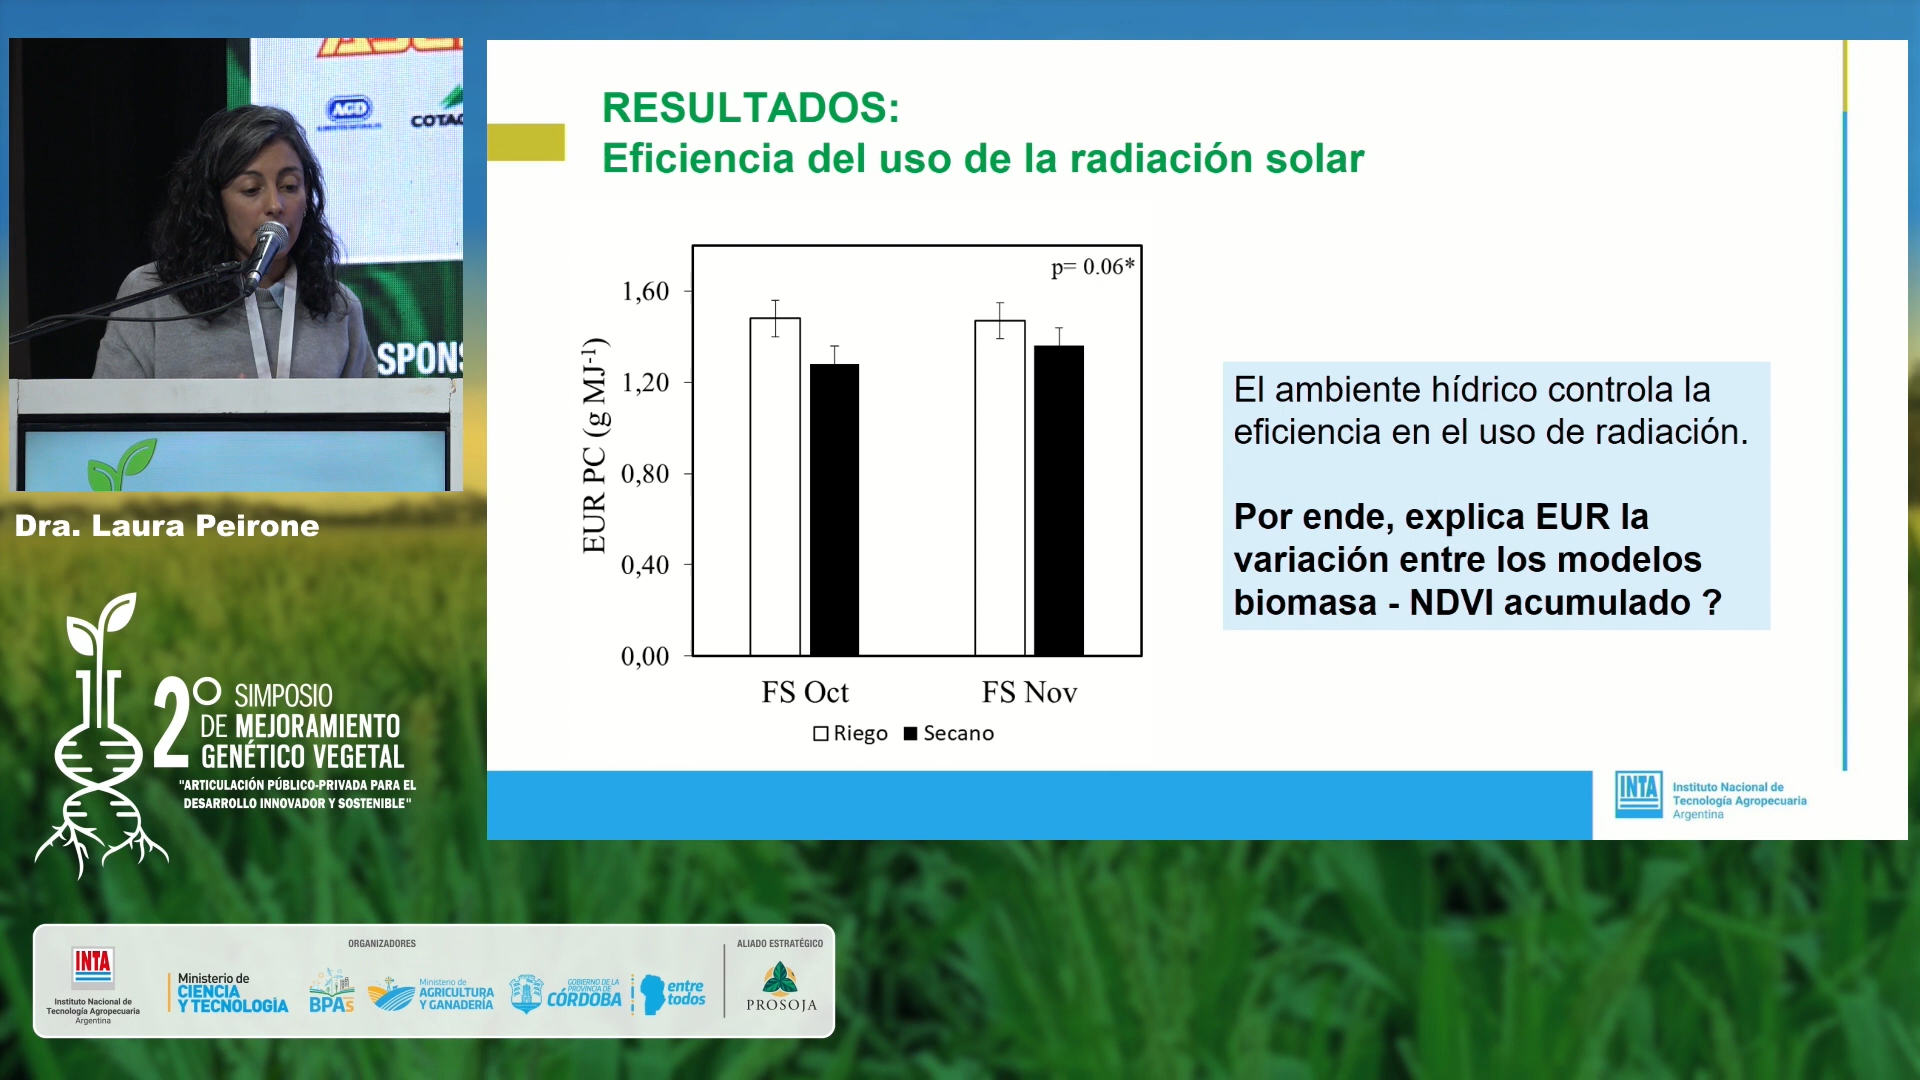 AGD
SPONS
Dra. Laura Peirone
2° SIMPOSIO
DE MEJORAMIENTO
GENÉTICO VEGETAL
"ARTICULACIÓN PÚBLICO-PRIVADA PARA EL
DESARROLLO INNOVADOR Y SOSTENIBLE"
RESULTADOS:
Eficiencia del uso de la radiación solar
p= 0.06*
EUR PC (g MJ-1)
1,60
1,20
0,80
0,40
0,00
FS Oct
FS Nov
Riego
Secano
El ambiente hídrico controla la
eficiencia en el uso de radiación.
Por ende, explica EUR la
variación entre los modelos
biomasa - NDVI acumulado ?
INTA
Instituto Nacional de
Tecnología Agropecuaria
Argentina
ORGANIZADORES
ALIADO ESTRATÉGICO
INTA
Instituto Nacional de
Tecnología Agropecuaria
Argentina
Ministerio de
CIENCIA
Y TECNOLOGÍA
BPAs
Ministerio de
AGRICULTURA
Y GANADERÍA
GOBIERNO DE LA
PROVINCIA DE
CÓRDOBA
entre
todos
PROSOJA